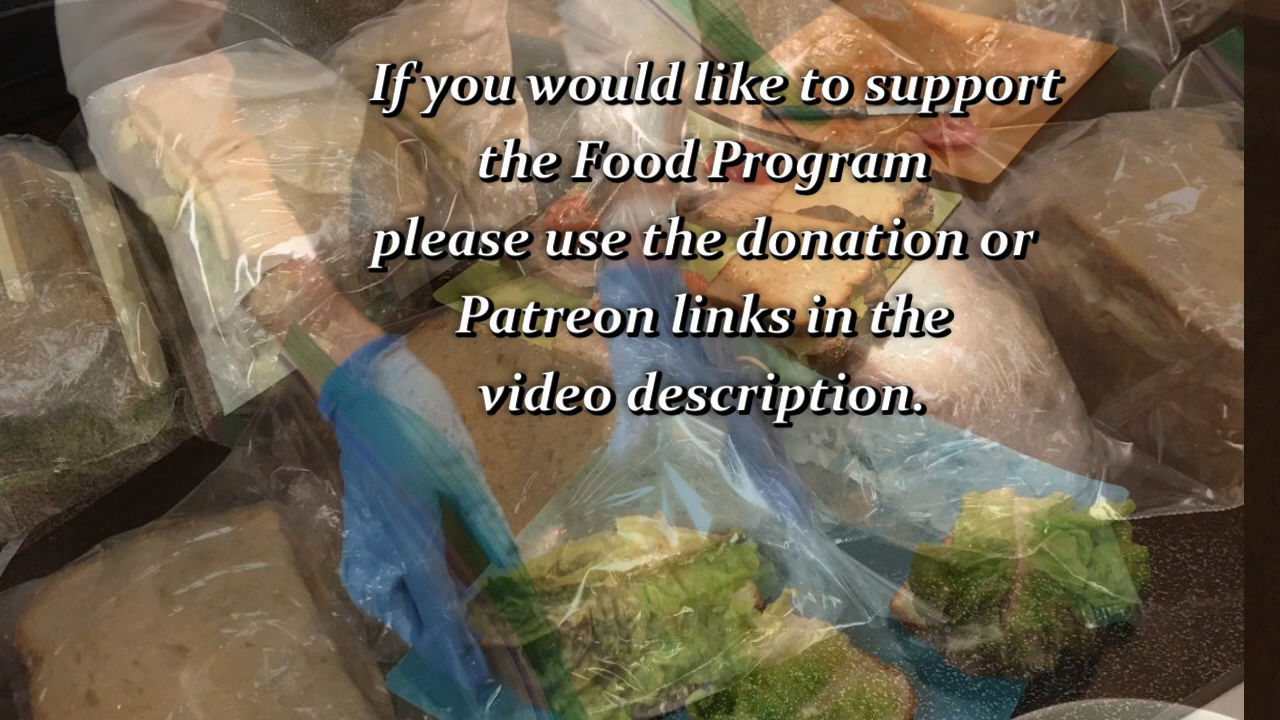 If you would like to support
the Food Program
please use the donation or
Patreon links in the
video description.